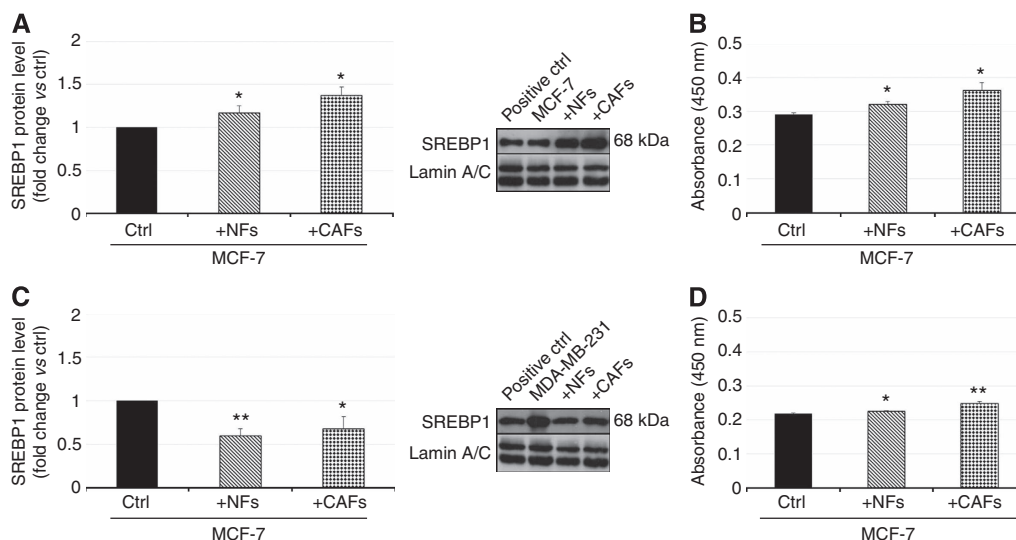 A
SREBP1 protein level
(fold change vs ctrl)
2
1.5
1
0.5
0
*
*
Ctrl
+NFs
+CAFs
MCF-7
Positive ctrl
MCF-7
+NFs
+CAFs
SREBP1
68 kDa
Lamin A/C
B
Absorbance (450 nm)
0.5
0.4
0.3
0.2
0.1
0
*
*
Ctrl
+NFs
+CAFs
MCF-7
C
SREBP1 protein level
(fold change vs ctrl)
2
1.5
1
0.5
0
**
*
Ctrl
+NFs
+CAFs
MCF-7
Positive ctrl
MDA-MB-231
+NFs
+CAFs
SREBP1
68 kDa
Lamin A/C
D
Absorbance (450 nm)
0.5
0.4
0.3
0.2
0.1
0
*
**
Ctrl
+NFs
+CAFs
MCF-7